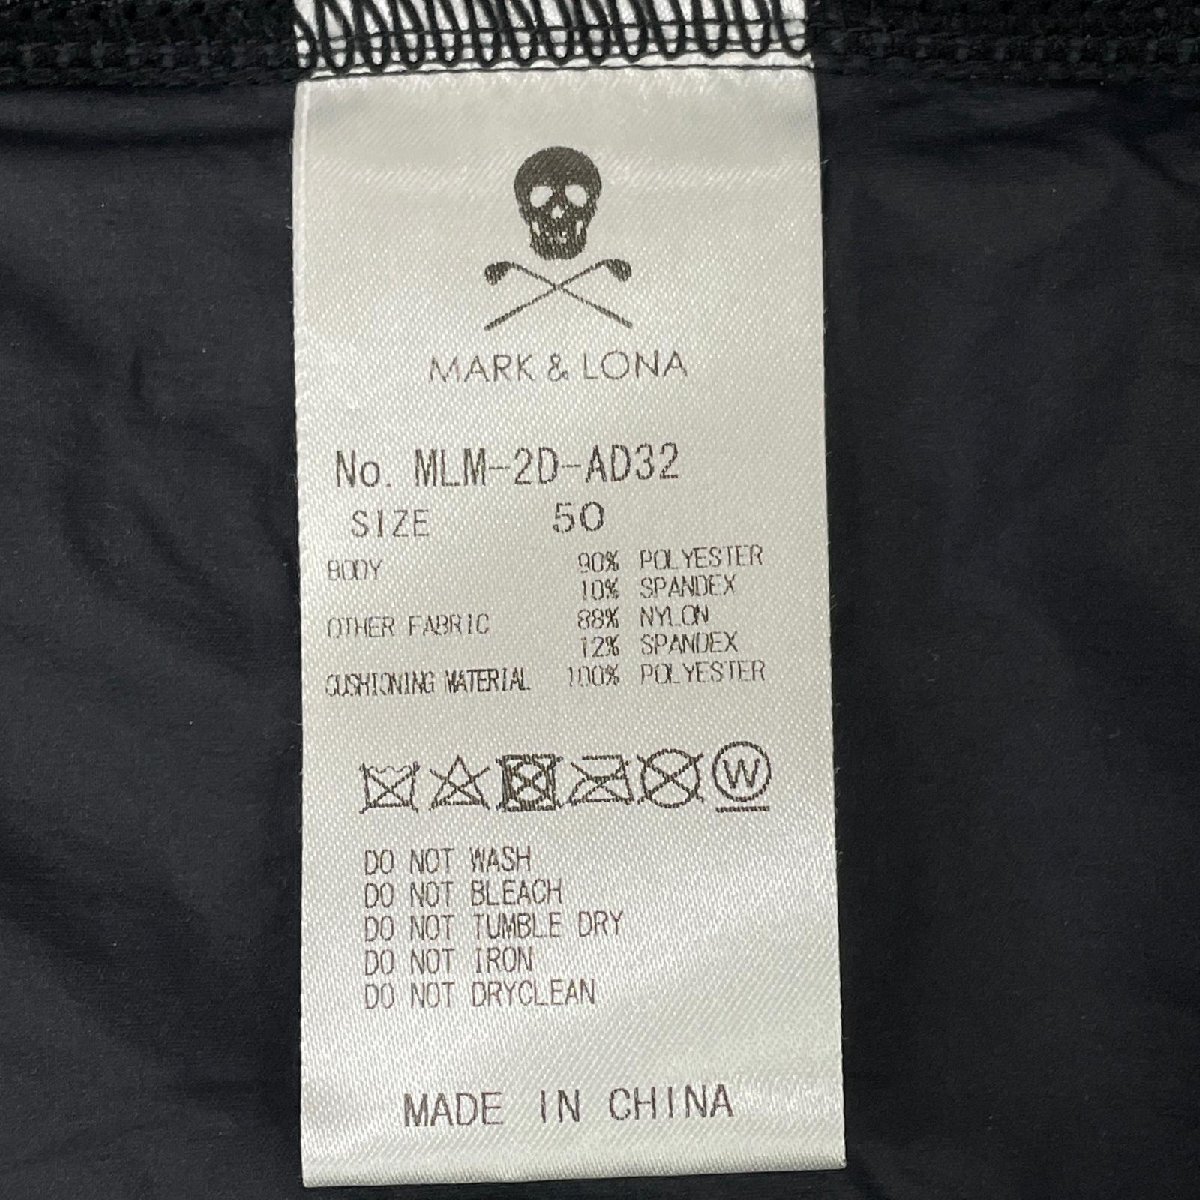 MARK & LONA
No. MLM-2D-AD32
SIZE 50
BODY 90% POLYESTER
10% SPANDEX
OTHER FABRIC 88% NYLON
12% SPANDEX
CUSHIONING MATERIAL 100% POLYESTER
W
DO NOT WASH
DO NOT BLEACH
DO NOT TUMBLE DRY
DO NOT IRON
DO NOT DRYCLEAN
MADE IN CHINA